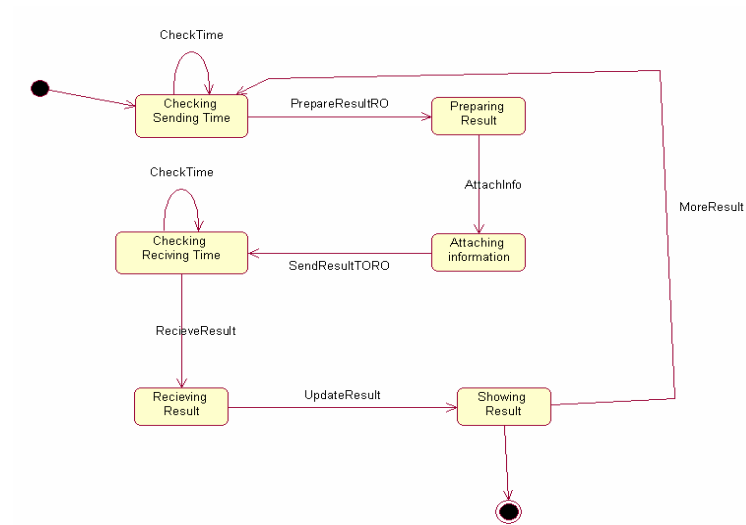 CheckTime
Checking
Sending Time
PrepareResultRO
Preparing
Result
AttachInfo
CheckTime
MoreResult
Checking
Reciving Time
SendResultTORO
Attaching
information
RecieveResult
Recieving
Result
UpdateResult
Showing
Result